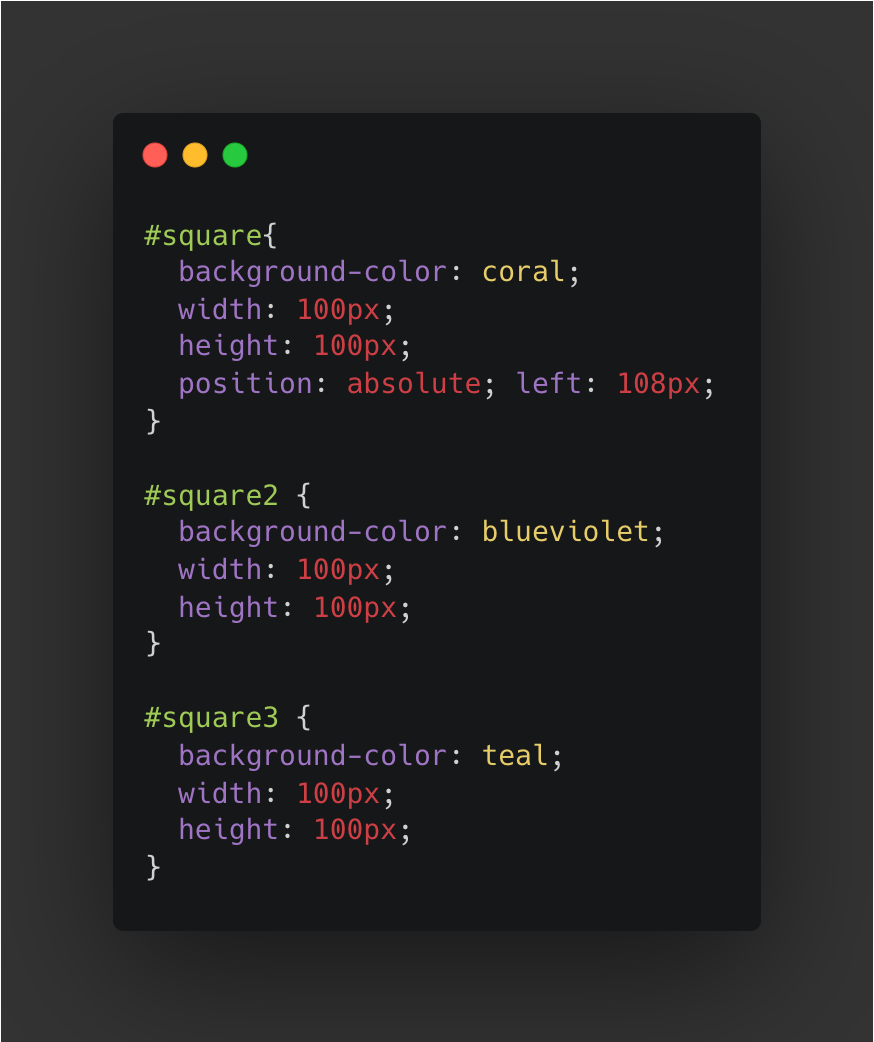 #square{
  background-color: coral;
  width: 100px;
  height: 100px;
  position: absolute; left: 108px;
}

#square2 {
  background-color: blueviolet;
  width: 100px;
  height: 100px;
}

#square3 {
  background-color: teal;
  width: 100px;
  height: 100px;
}